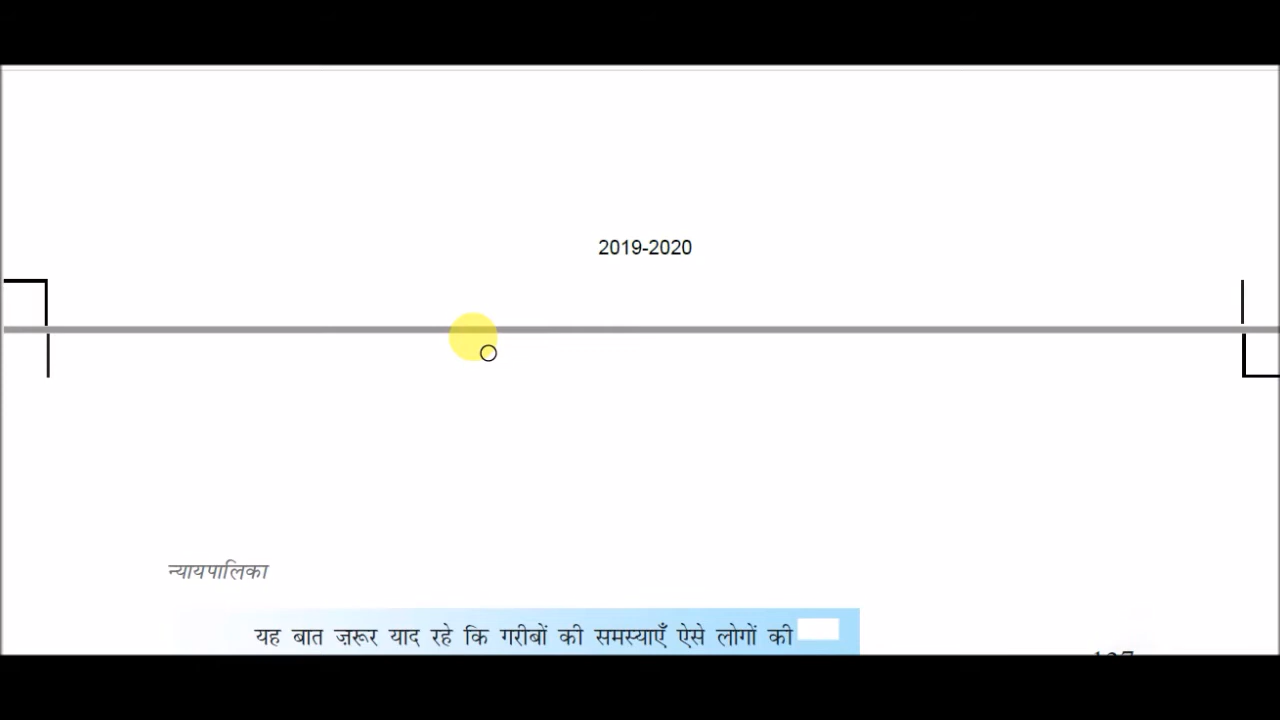 2019-2020
न्यायपालिका
यह बात ज़रूर याद रहे कि गरीबों की समस्याएँ ऐसे लोगों की